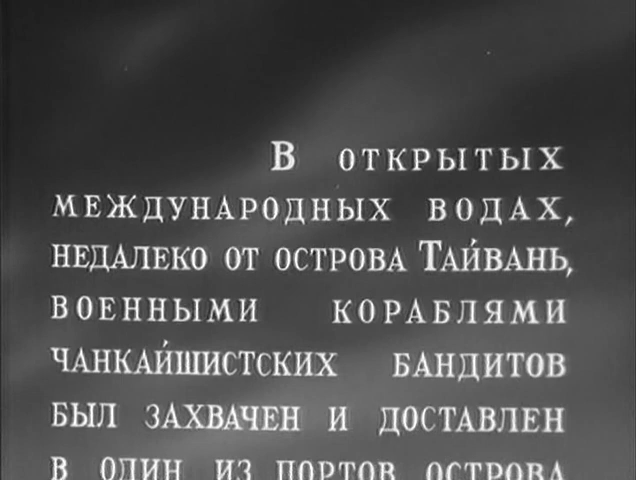 В ОТКРЫТЫХ
МЕЖДУНАРОДНЫХ ВОДАХ,
НЕДАЛЕКО ОТ ОСТРОВА ТАЙВАНЬ,
ВОЕННЫМИ КОРАБЛЯМИ
ЧАНКАЙШИСТСКИХ БАНДИТОВ
БЫЛ ЗАХВАЧЕН И ДОСТАВЛЕН
В ОДИН ИЗ ПОРТОВ ОСТРОВА